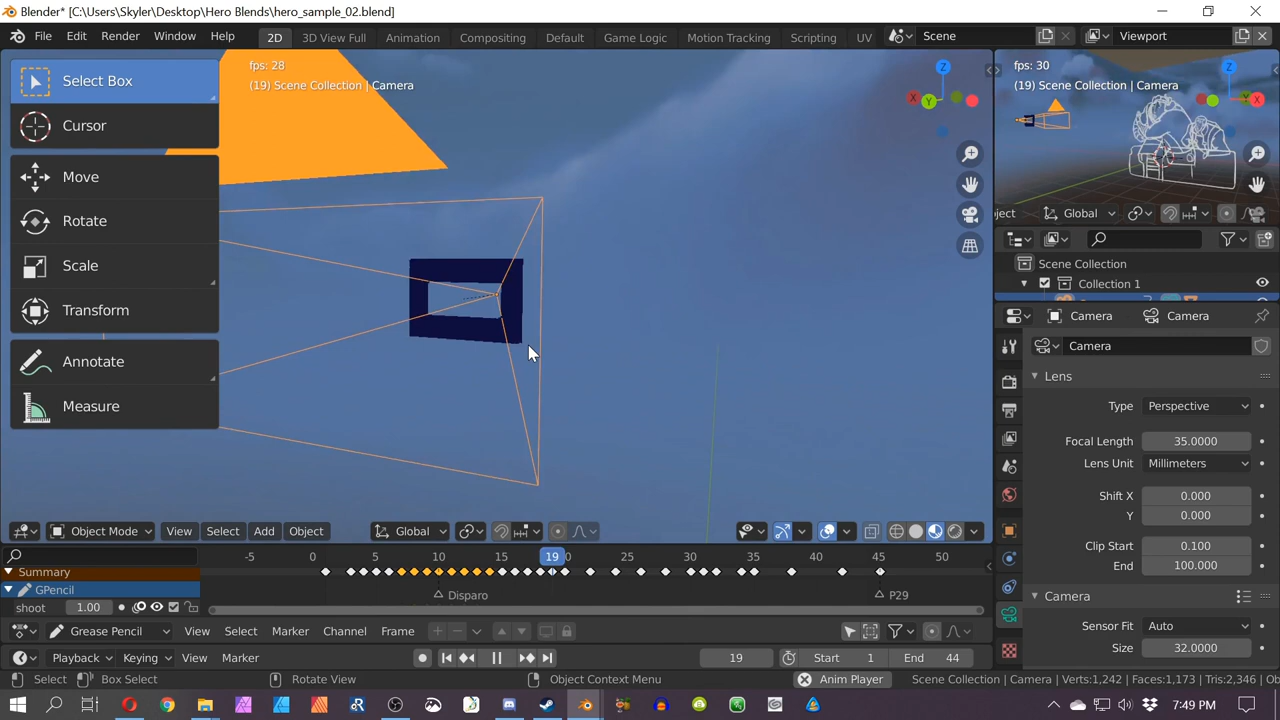 Blender* [C:\Users\Skyler\Desktop\Hero Blends\hero_sample_02.blend]
File Edit Render Window Help 2D 3D View Full Animation Compositing Default Game Logic Motion Tracking Scripting UV Scene Viewport
Select Box
fps: 28
(19) Scene Collection | Camera
Z
X
Y
fps: 30
(19) Scene Collection | Camera
Z
X
Y
Cursor
Move
Rotate
Scale
Transform
Annotate
Measure
oject Global
Scene Collection
Collection 1
Camera Camera
Camera
Lens
Type Perspective
Focal Length 35.0000
Lens Unit Millimeters
Shift X 0.000
Y 0.000
Clip Start 0.100
End 100.000
Camera
Sensor Fit Auto
Size 32.0000
Object Mode View Select Add Object Global
-5 0 5 10 15 19 20 25 30 35 40 45 50
Summary
GPencil
shoot 1.00
Disparo P29
Grease Pencil View Select Marker Channel Frame
Playback Keying View Marker 19 Start 1 End 44
Select Box Select Rotate View Object Context Menu Anim Player Scene Collection | Camera | Verts:1,242 | Faces:1,173 | Tris:2,346 | Ob
7:49 PM